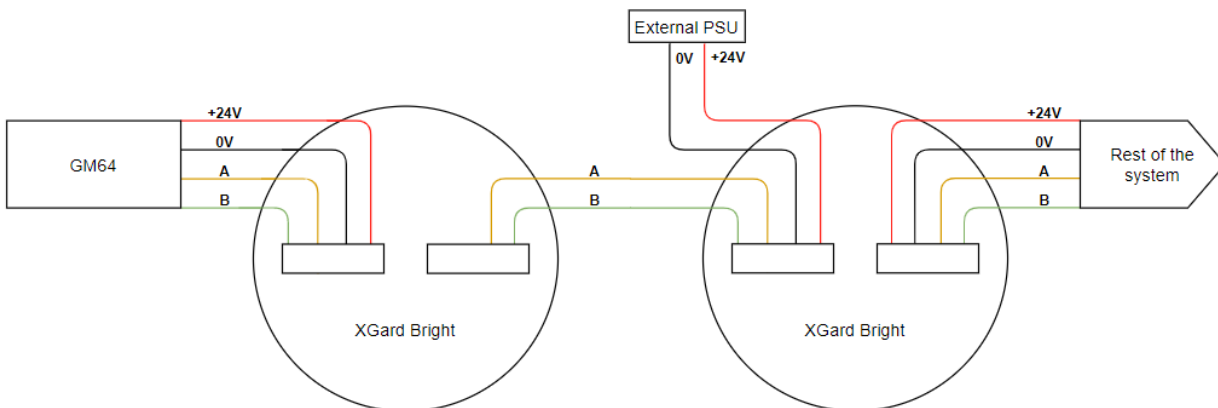 External PSU
0V
+24V
+24V
0V
A
B
GM64
A
B
+24V
0V
A
B
Rest of the
system
XGard Bright
XGard Bright